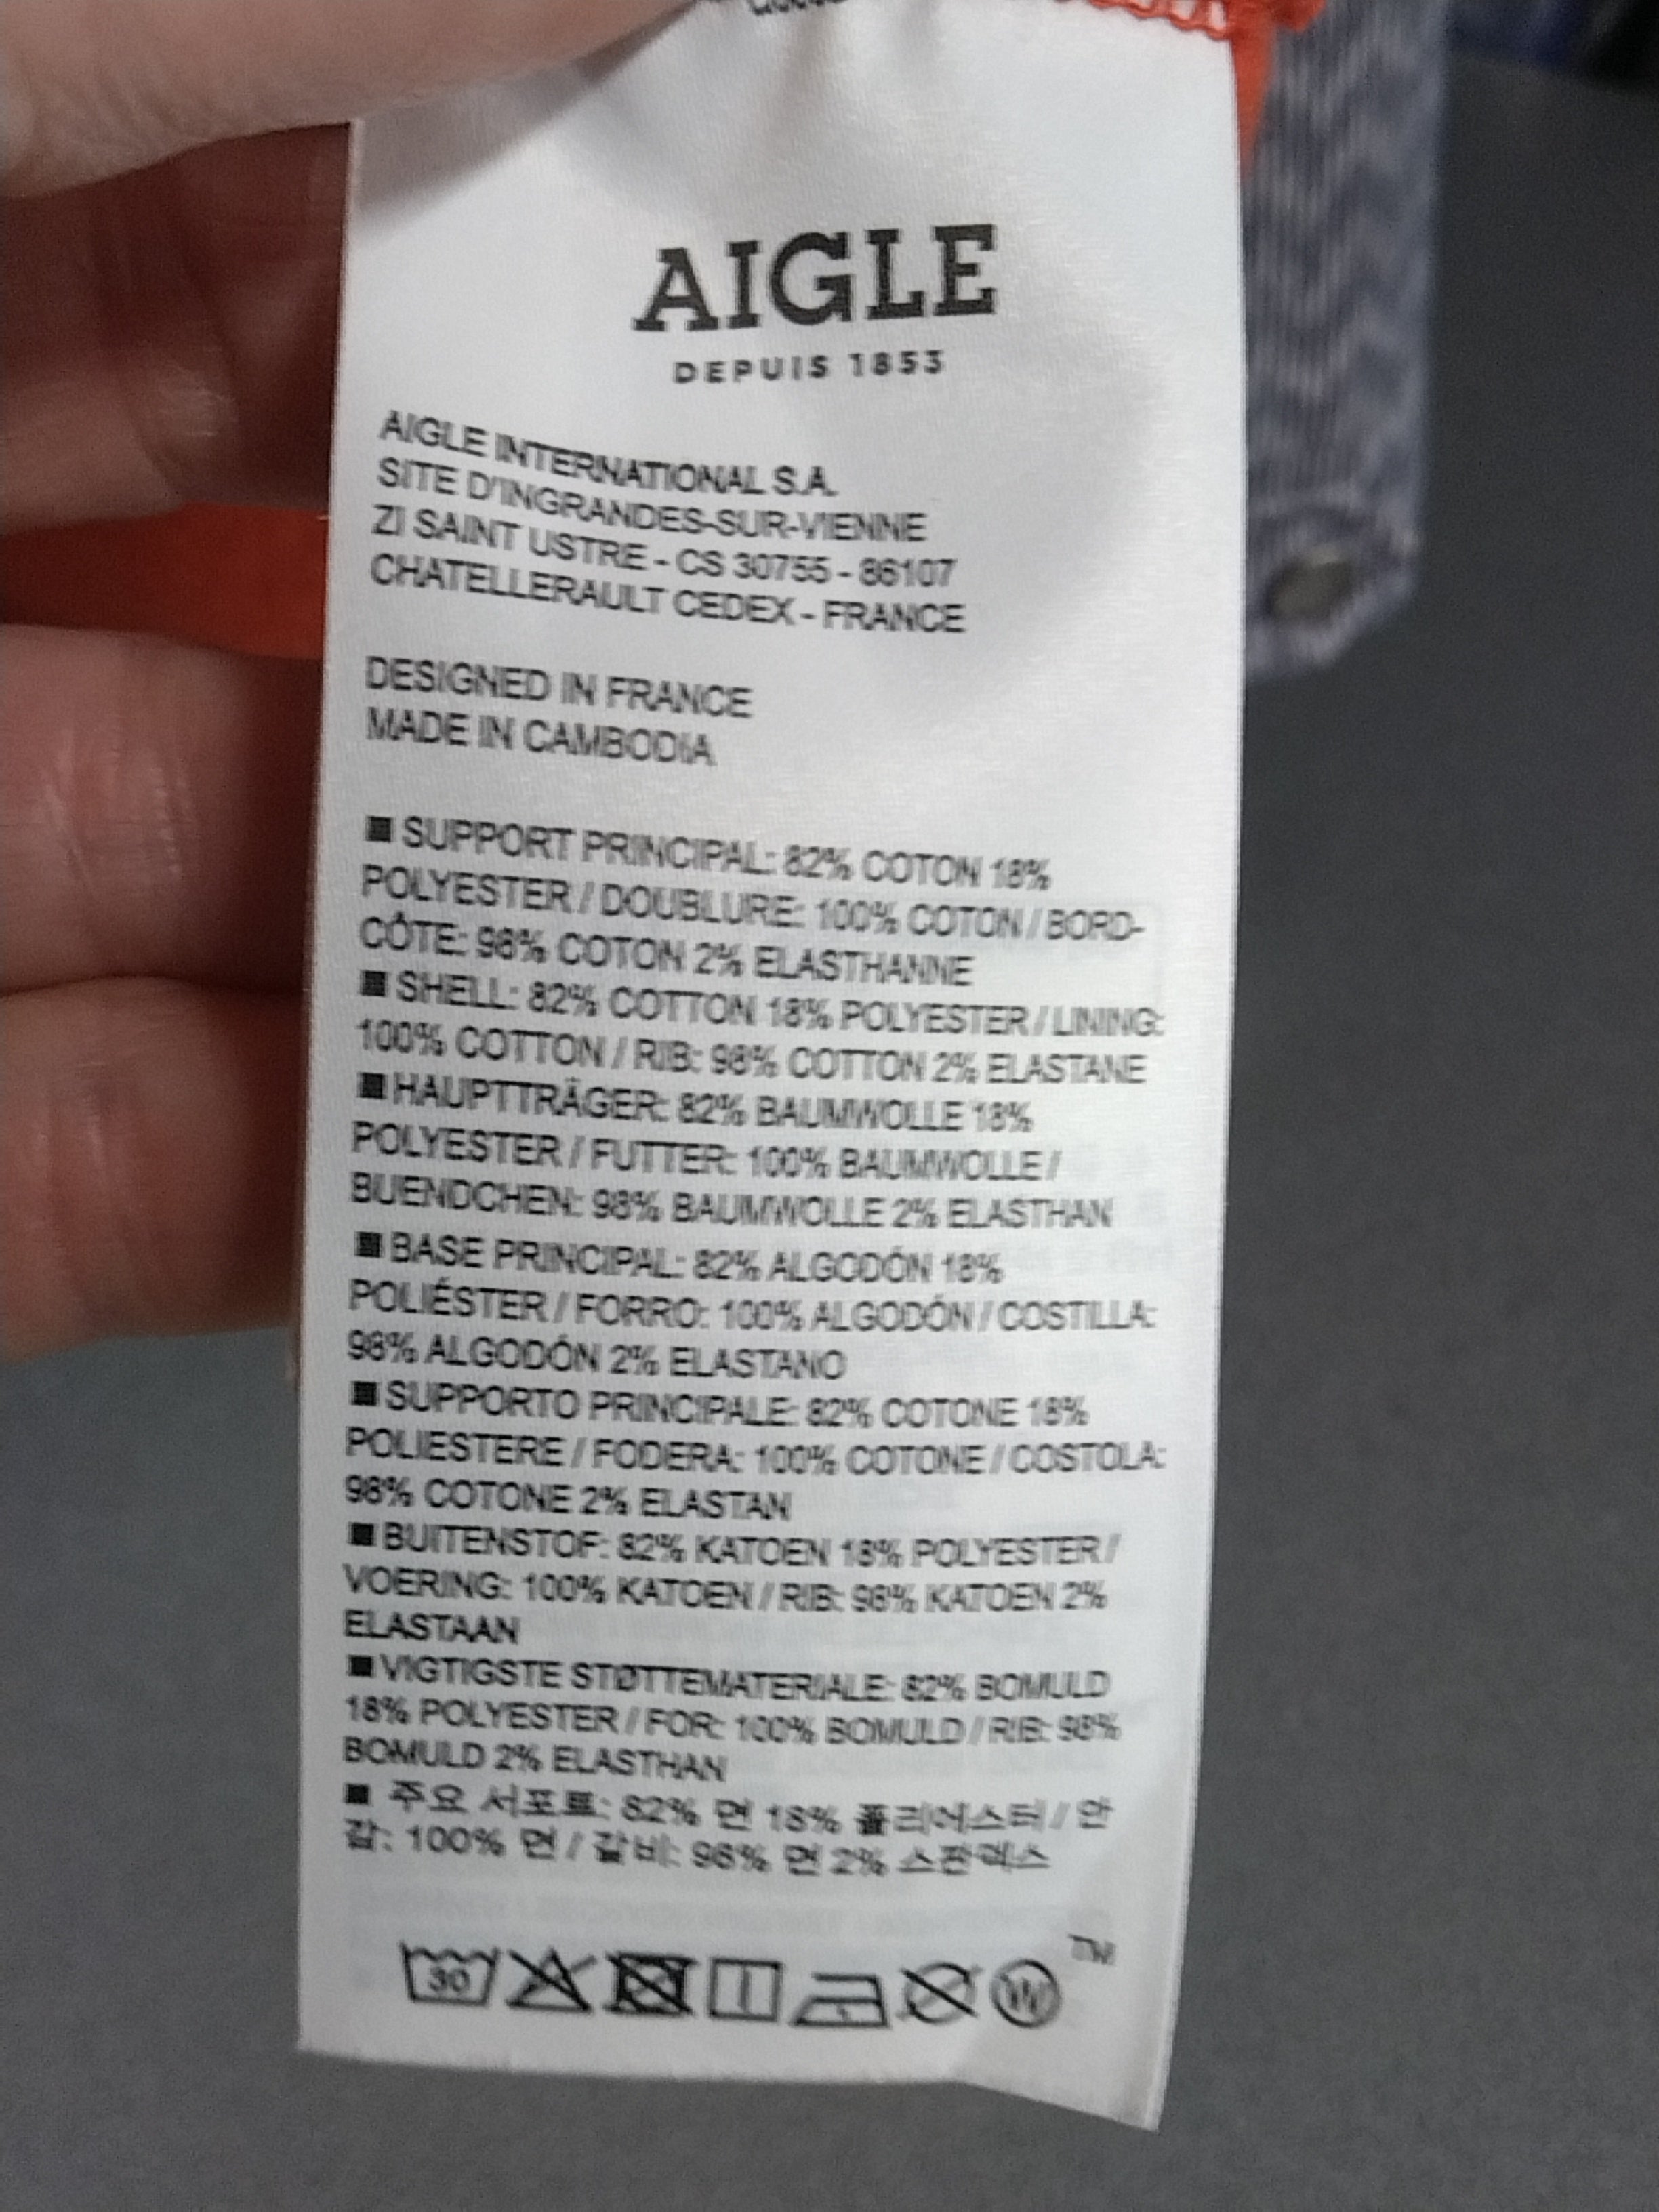 AIGLE
DEPUIS 1853
AIGLE INTERNATIONAL S.A.
SITE D'INGRANDES-SUR-VIENNE
ZI SAINT USTRE - CS 30755 - 86107
CHATELLERAULT CEDEX - FRANCE
DESIGNED IN FRANCE
MADE IN CAMBODIA
■ SUPPORT PRINCIPAL: 82% COTON 18%
POLYESTER / DOUBLURE: 100% COTON / BORD-
CÔTE: 98% COTON 2% ELASTHANNE
■ SHELL: 82% COTTON 18% POLYESTER / LINING:
100% COTTON / RIB: 98% COTTON 2% ELASTANE
■ HAUPTTRÄGER: 82% BAUMWOLLE 18%
POLYESTER / FUTTER: 100% BAUMWOLLE /
BUENDCHEN: 98% BAUMWOLLE 2% ELASTHAN
■ BASE PRINCIPAL: 82% ALGODÓN 18%
POLIÉSTER / FORRO: 100% ALGODÓN / COSTILLA:
98% ALGODÓN 2% ELASTANO
■ SUPPORTO PRINCIPALE: 82% COTONE 18%
POLIESTERE / FODERA: 100% COTONE / COSTOLA:
98% COTONE 2% ELASTAN
■ BUITENSTOF: 82% KATOEN 18% POLYESTER /
VOERING: 100% KATOEN / RIB: 98% KATOEN 2%
ELASTAAN
■ VIGTIGSTE STØTTEMATERIALE: 82% BOMULD
18% POLYESTER / FOR: 100% BOMULD / RIB: 98%
BOMULD 2% ELASTHAN
■ 주요 서포트: 82% 면 18% 폴리에스터 / 안
감: 100% 면 / 갈비: 98% 면 2% 스판덱스
TM
30 W